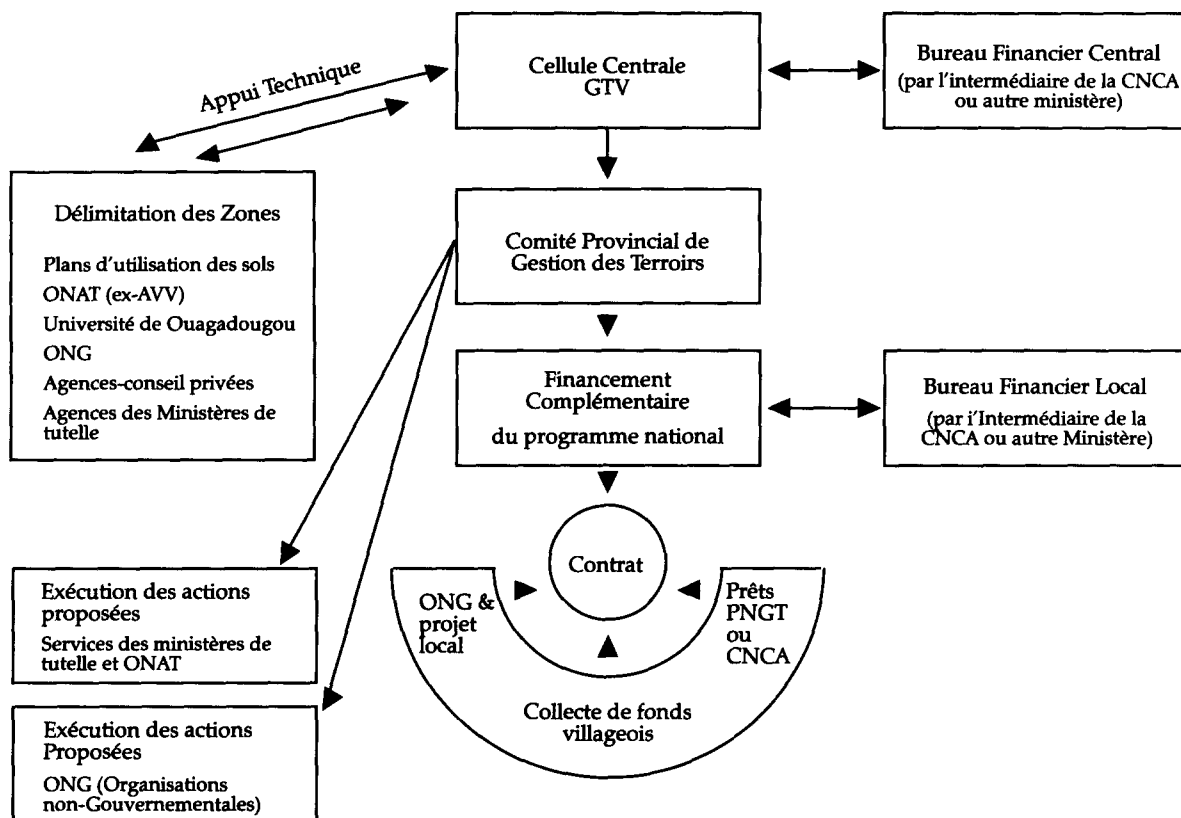 Appui Technique
Cellule Centrale
GTV
Bureau Financier Central
(par l'intermédiaire de la CNCA
ou autre ministère)
Délimitation des Zones
Plans d'utilisation des sols
ONAT (ex-AVV)
Université de Ouagadougou
ONG
Agences-conseil privées
Agences des Ministères de
tutelle
Comité Provincial de
Gestion des Terroirs
Financement
Complémentaire
du programme national
Bureau Financier Local
(par i'Intermédiaire de la
CNCA ou autre Ministère)
Contrat
ONG &
projet
local
Prêts
PNGT
ou
CNCA
Collecte de fonds
villageois
Exécution des actions
proposées
Services des ministères de
tutelle et ONAT
Exécution des actions
Proposées
ONG (Organisations
non-Gouvernementales)